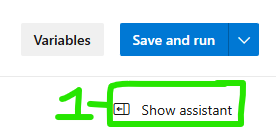 Variables
Save and run
1
Show assistant